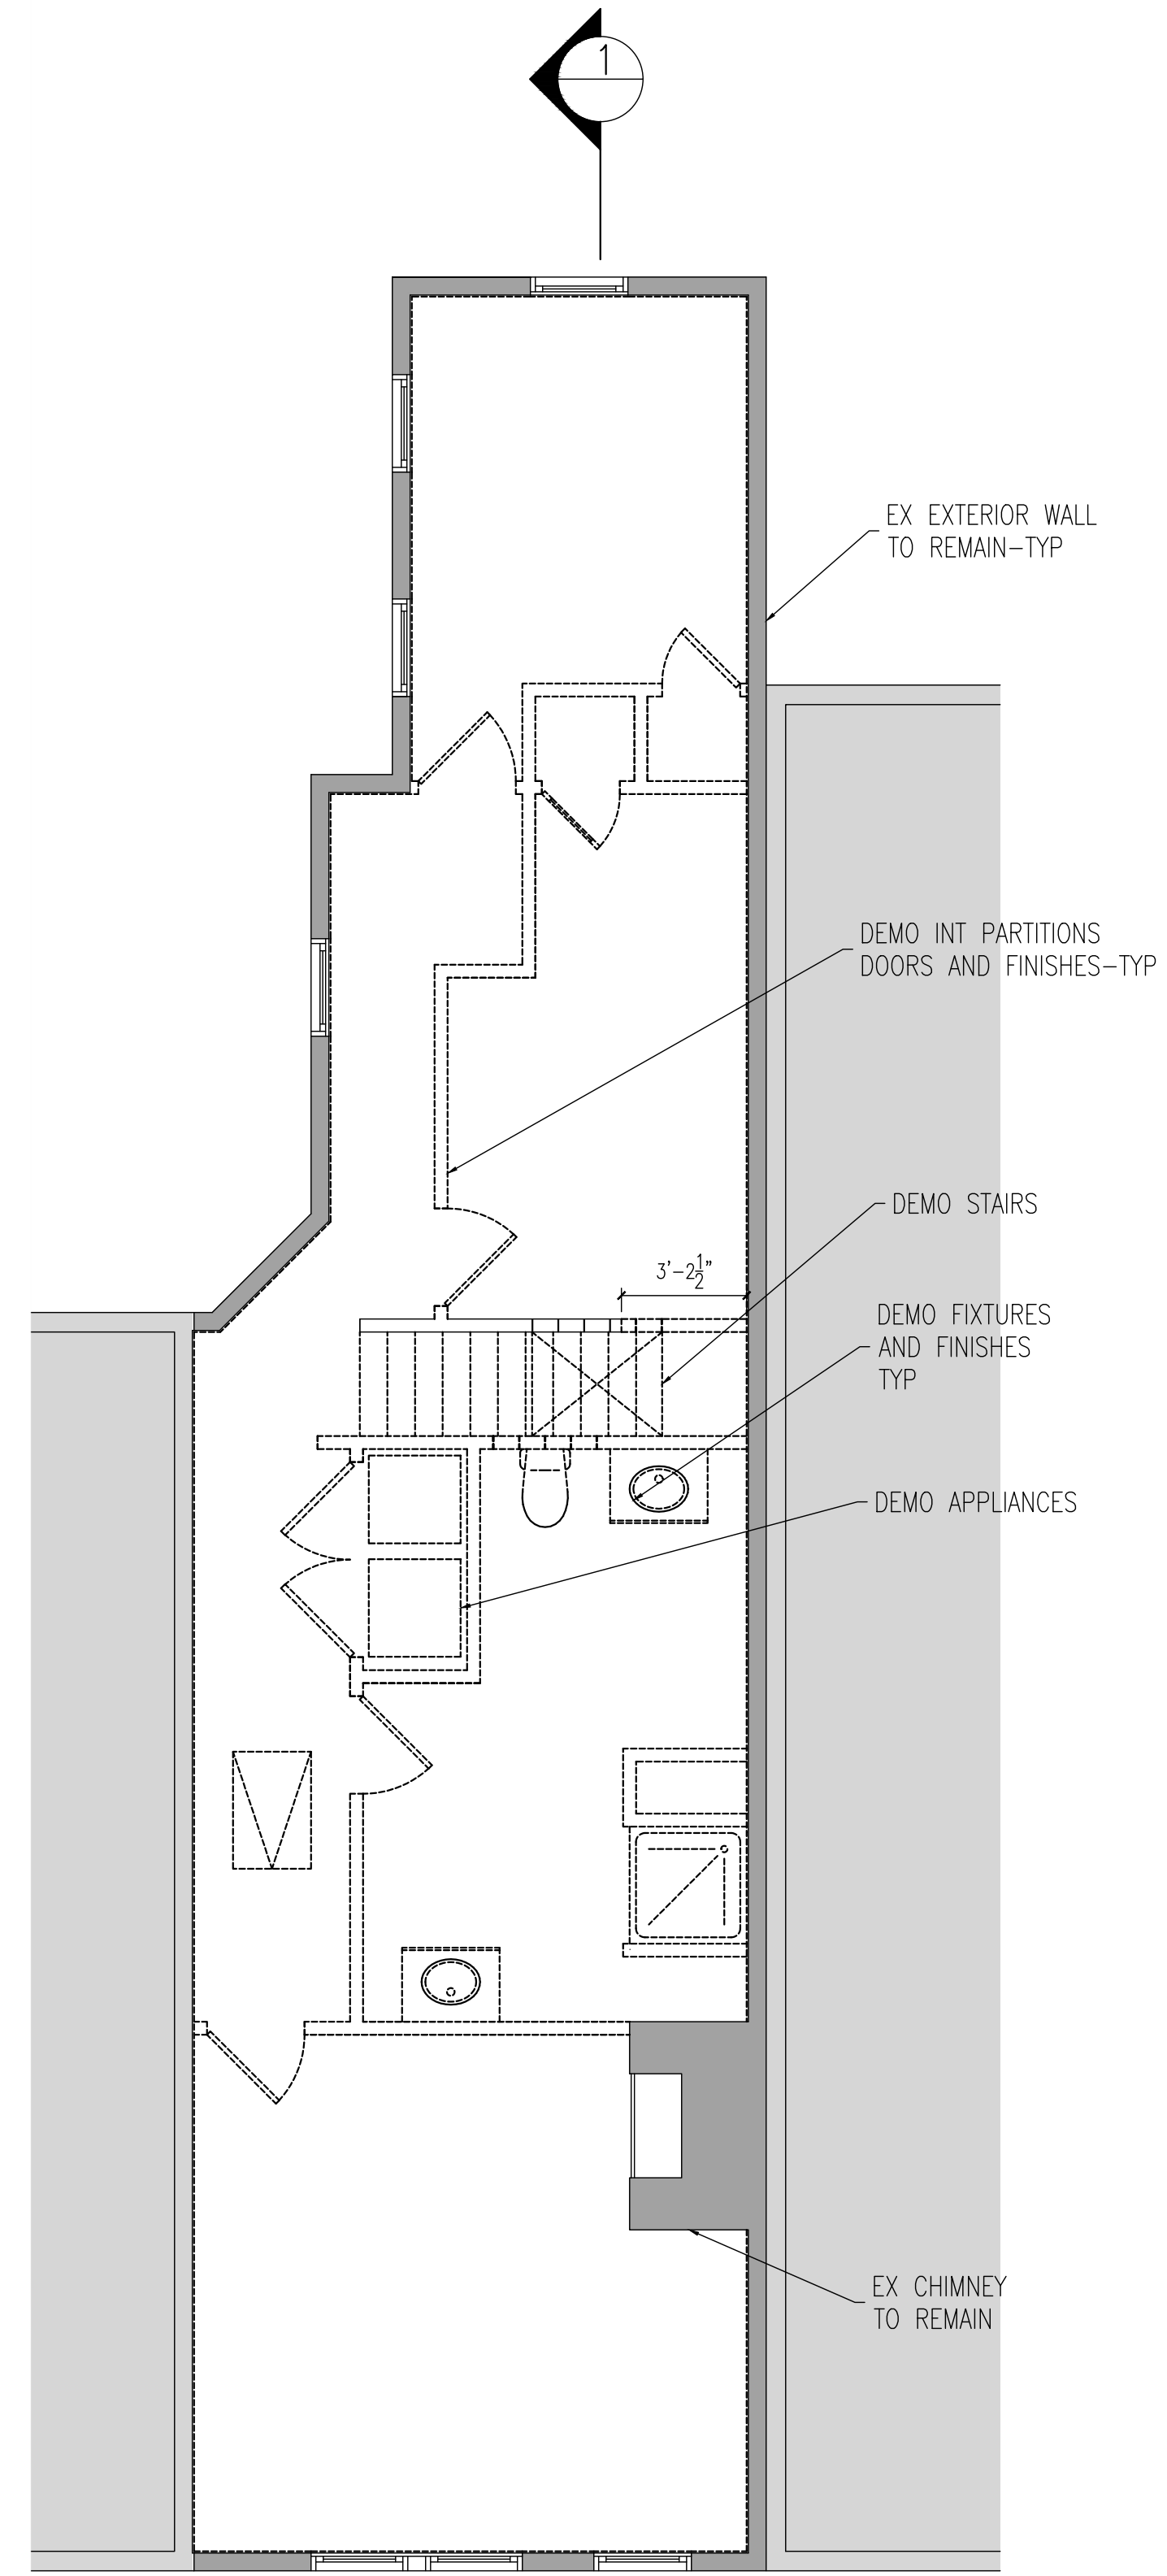 1
EX EXTERIOR WALL
TO REMAIN-TYP
DEMO INT PARTITIONS
DOORS AND FINISHES-TYP
DEMO STAIRS
3'-2½"
DEMO FIXTURES
AND FINISHES
TYP
DEMO APPLIANCES
EX CHIMNEY
TO REMAIN